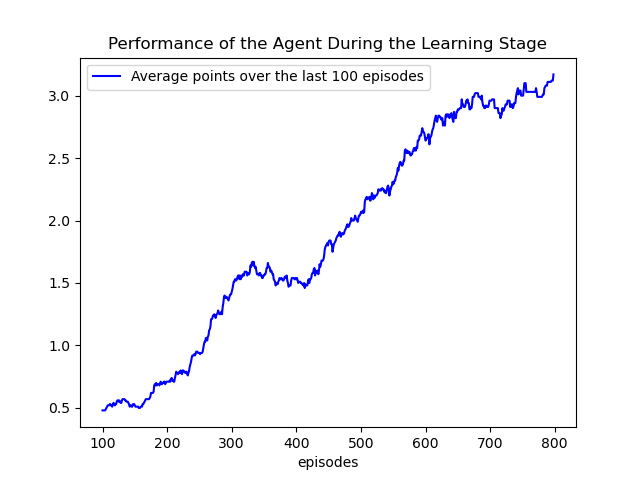 Performance of the Agent During the Learning Stage
Average points over the last 100 episodes
3.0
2.5
2.0
1.5
1.0
0.5
100 200 300 400 500 600 700 800
episodes